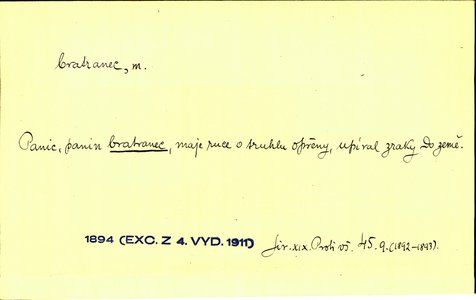 bratranec, m.
Panic, panin bratranec, maje ruce o truhlu opřeny, upíral zraky do země.
1894 (EXC. Z 4. VYD. 1911) Jir. XIX. Proti vš. 45. 9. (1892–1893).